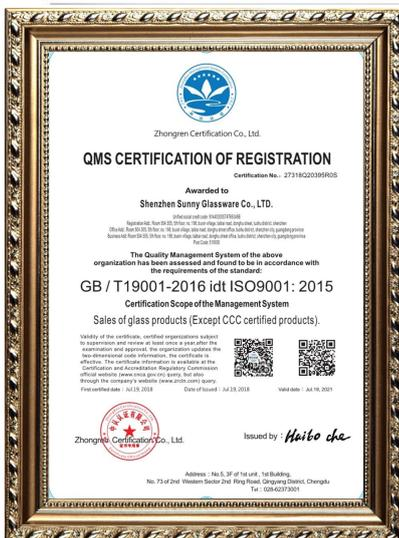 Zhongren Certification Co., Ltd.
QMS CERTIFICATION OF REGISTRATION
Certification No.: 27318Q20395R0S
Awarded to
Shenzhen Sunny Glassware Co., LTD.
The Quality Management System of the above
organization has been assessed and found to be in accordance with
the requirements of the standard:
GB / T19001-2016 idt ISO9001: 2015
Certification Scope of the Management System
Sales of glass products (Except CCC certified products).
Validity of the certificate, certified organizations subject
to supervision and review at least once a year.after the
examination and approval, the organization updates the
two-dimensional code information, the certificate is
effective. The certificate information is available at the
Certification and Accreditation Regulatory Commission
official website (www.cnca.gov.cn) query, but also
through the company's website (www.zrcts.com) query.
First certified date : Jul.19, 2018 Date of Issued : Jul.19, 2018 Valid date : Jul.18, 2021
Zhongren Certification Co., Ltd.
Issued by : Haibo che
Address : No.5, 3F of 1st unit , 1st Building,
No. 73 of 2nd Western Sector 2nd Ring Road, Qingyang District, Chengdu
Tel : 028-62373001